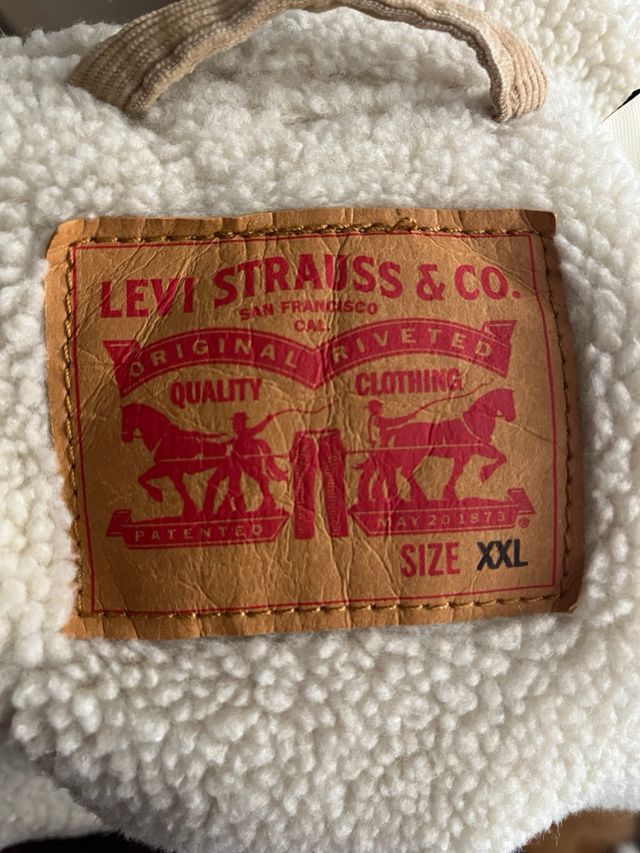 LEVI STRAUSS & CO.
SAN FRANCISCO
CAL.
ORIGINAL RIVETED
QUALITY CLOTHING
PATENTED MAY 20 1873 ®
SIZE XXL